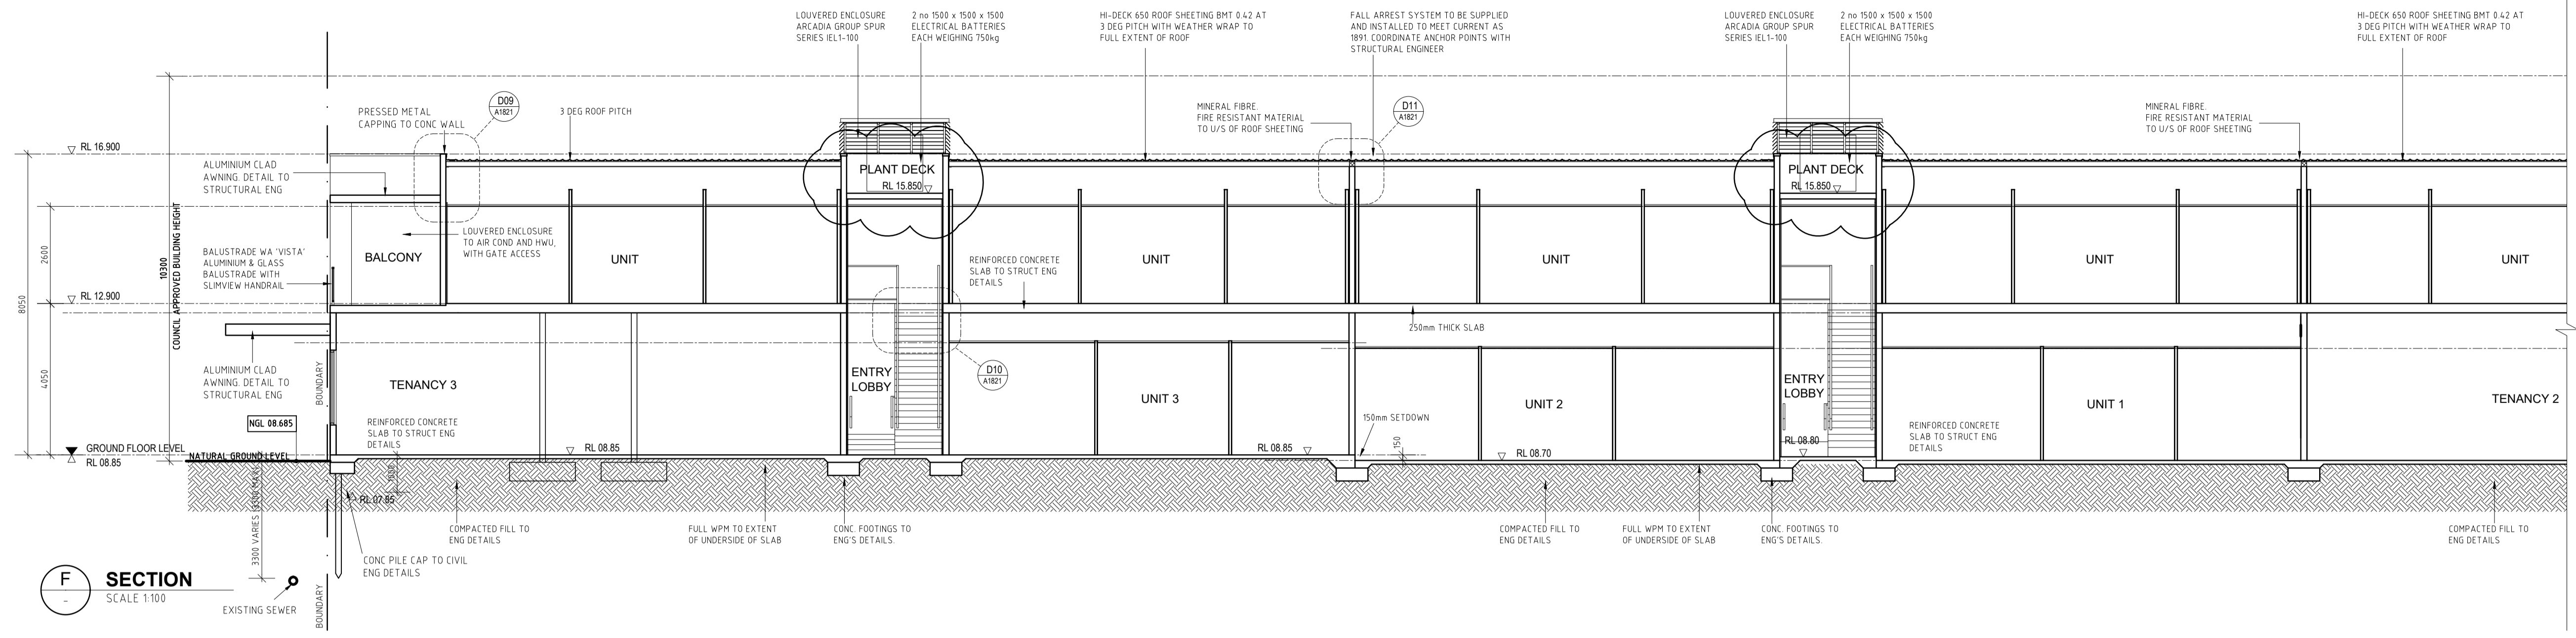 LOUVERED ENCLOSURE
ARCADIA GROUP SPUR
SERIES IEL1-100
2 no 1500 x 1500 x 1500
ELECTRICAL BATTERIES
EACH WEIGHING 750kg
HI-DECK 650 ROOF SHEETING BMT 0.42 AT
3 DEG PITCH WITH WEATHER WRAP TO
FULL EXTENT OF ROOF
FALL ARREST SYSTEM TO BE SUPPLIED
AND INSTALLED TO MEET CURRENT AS
1891. COORDINATE ANCHOR POINTS WITH
STRUCTURAL ENGINEER
LOUVERED ENCLOSURE
ARCADIA GROUP SPUR
SERIES IEL1-100
2 no 1500 x 1500 x 1500
ELECTRICAL BATTERIES
EACH WEIGHING 750kg
HI-DECK 650 ROOF SHEETING BMT 0.42 AT
3 DEG PITCH WITH WEATHER WRAP TO
FULL EXTENT OF ROOF
PRESSED METAL
CAPPING TO CONC WALL
D09
A1821
3 DEG ROOF PITCH
MINERAL FIBRE.
FIRE RESISTANT MATERIAL
TO U/S OF ROOF SHEETING
D11
A1821
MINERAL FIBRE.
FIRE RESISTANT MATERIAL
TO U/S OF ROOF SHEETING
RL 16.900
ALUMINIUM CLAD
AWNING. DETAIL TO
STRUCTURAL ENG
PLANT DECK
RL 15.850
PLANT DECK
RL 15.850
10300
COUNCIL APPROVED BUILDING HEIGHT
2600
8050
4050
BALUSTRADE WA 'VISTA'
ALUMINIUM & GLASS
BALUSTRADE WITH
SLIMVIEW HANDRAIL
BALCONY
LOUVERED ENCLOSURE
TO AIR COND AND HWU,
WITH GATE ACCESS
UNIT
REINFORCED CONCRETE
SLAB TO STRUCT ENG
DETAILS
UNIT
UNIT
UNIT
UNIT
RL 12.900
250mm THICK SLAB
ALUMINIUM CLAD
AWNING. DETAIL TO
STRUCTURAL ENG
BOUNDARY
TENANCY 3
ENTRY
LOBBY
D10
A1821
UNIT 3
UNIT 2
ENTRY
LOBBY
UNIT 1
TENANCY 2
NGL 08.685
REINFORCED CONCRETE
SLAB TO STRUCT ENG
DETAILS
150mm SETDOWN
REINFORCED CONCRETE
SLAB TO STRUCT ENG
DETAILS
GROUND FLOOR LEVEL
RL 08.85
NATURAL GROUND LEVEL
RL 08.85
RL 08.85
150
RL 08.70
RL 08.80
1000
RL 07.85
3300 VARIES (3300 MAX)
COMPACTED FILL TO
ENG DETAILS
FULL WPM TO EXTENT
OF UNDERSIDE OF SLAB
CONC. FOOTINGS TO
ENG'S DETAILS.
COMPACTED FILL TO
ENG DETAILS
FULL WPM TO EXTENT
OF UNDERSIDE OF SLAB
CONC. FOOTINGS TO
ENG'S DETAILS.
COMPACTED FILL TO
ENG DETAILS
CONC PILE CAP TO CIVIL
ENG DETAILS
F
-
SECTION
SCALE 1:100
EXISTING SEWER
BOUNDARY